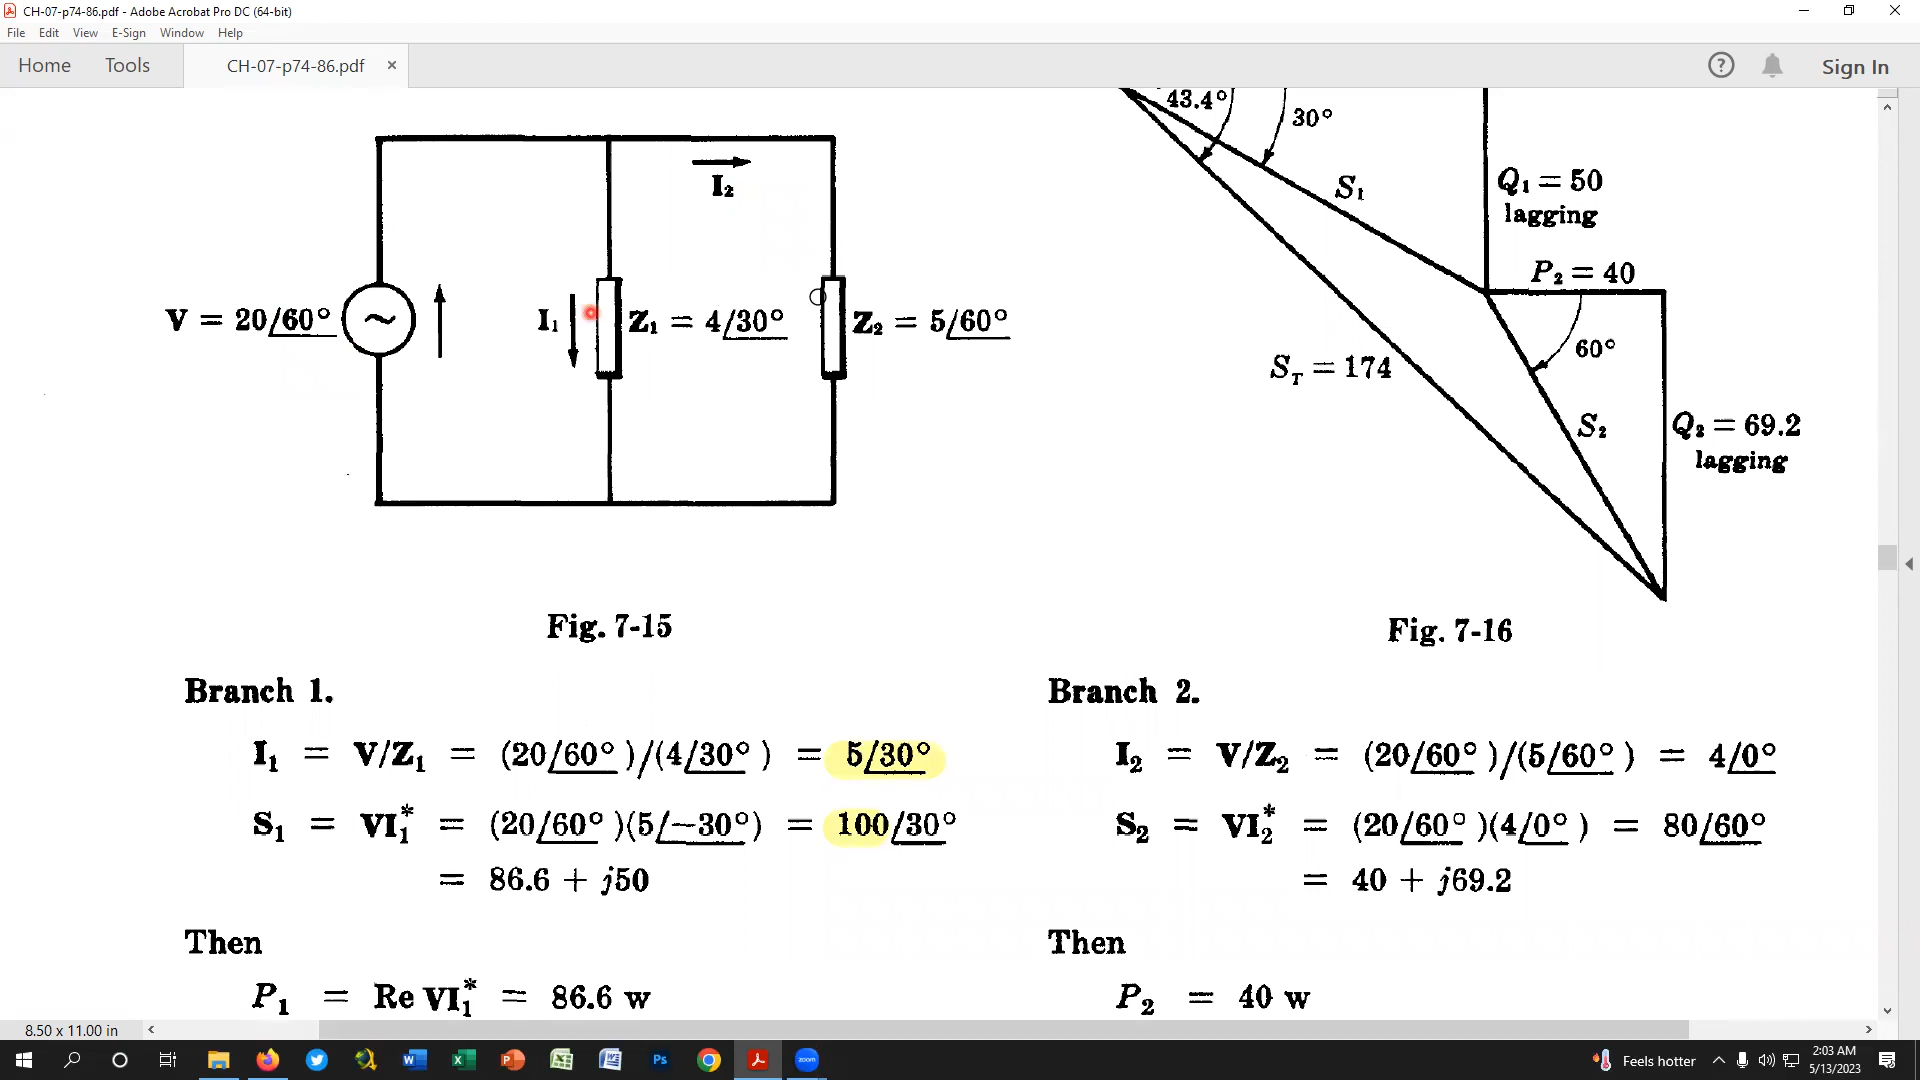 CH-07-p74-86.pdf - Adobe Acrobat Pro DC (64-bit)
File Edit View E-Sign Window Help
Home Tools CH-07-p74-86.pdf × ? Sign In
43.4°
30°
I₂
S₁
Q₁ = 50
lagging
P₂ = 40
V = 20/60°
I₁
Z₁ = 4/30°
Z₂ = 5/60°
60°
S_T = 174
S₂
Q₂ = 69.2
lagging
Fig. 7-15
Fig. 7-16
Branch 1.
I₁ = V/Z₁ = (20/60°)/(4/30°) = 5/30°
S₁ = VI₁* = (20/60°)(5/−30°) = 100/30°
= 86.6 + j50
Then
P₁ = Re VI₁* = 86.6 w
Branch 2.
I₂ = V/Z₂ = (20/60°)/(5/60°) = 4/0°
S₂ = VI₂* = (20/60°)(4/0°) = 80/60°
= 40 + j69.2
Then
P₂ = 40 w
8.50 x 11.00 in
zoom
Feels hotter
2:03 AM
5/13/2023